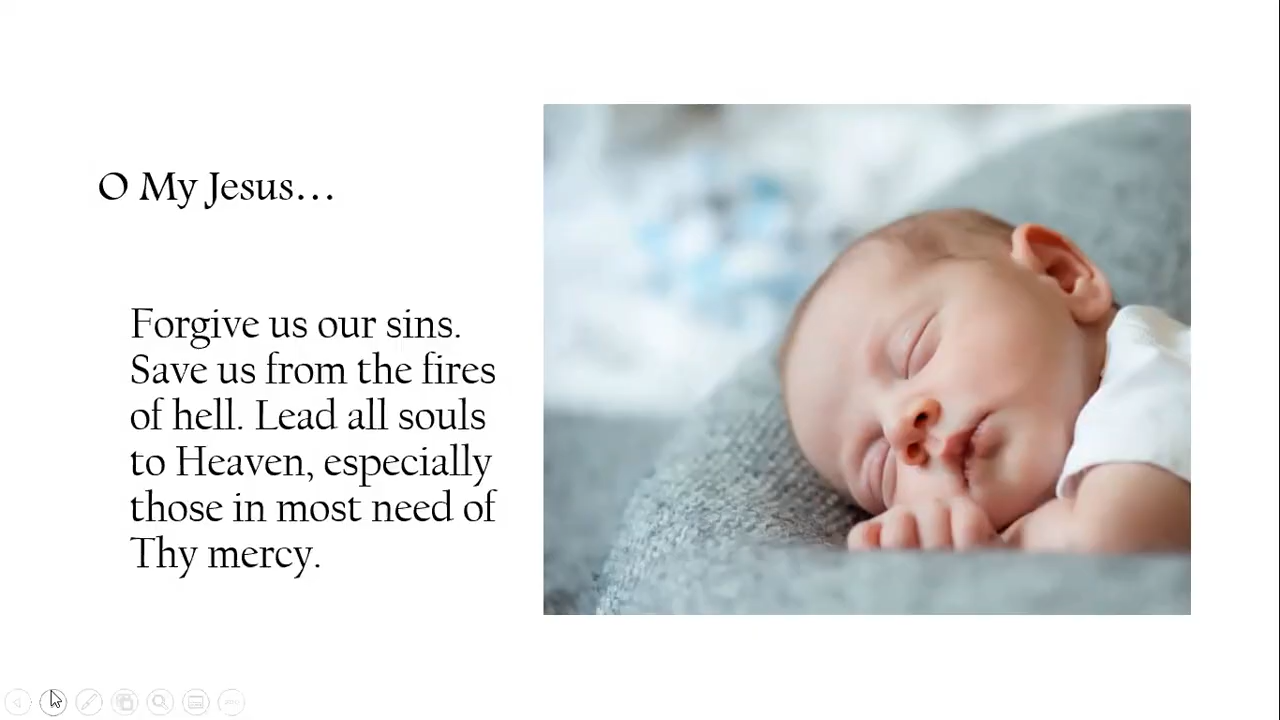 O My Jesus...
Forgive us our sins.
Save us from the fires
of hell. Lead all souls
to Heaven, especially
those in most need of
Thy mercy.